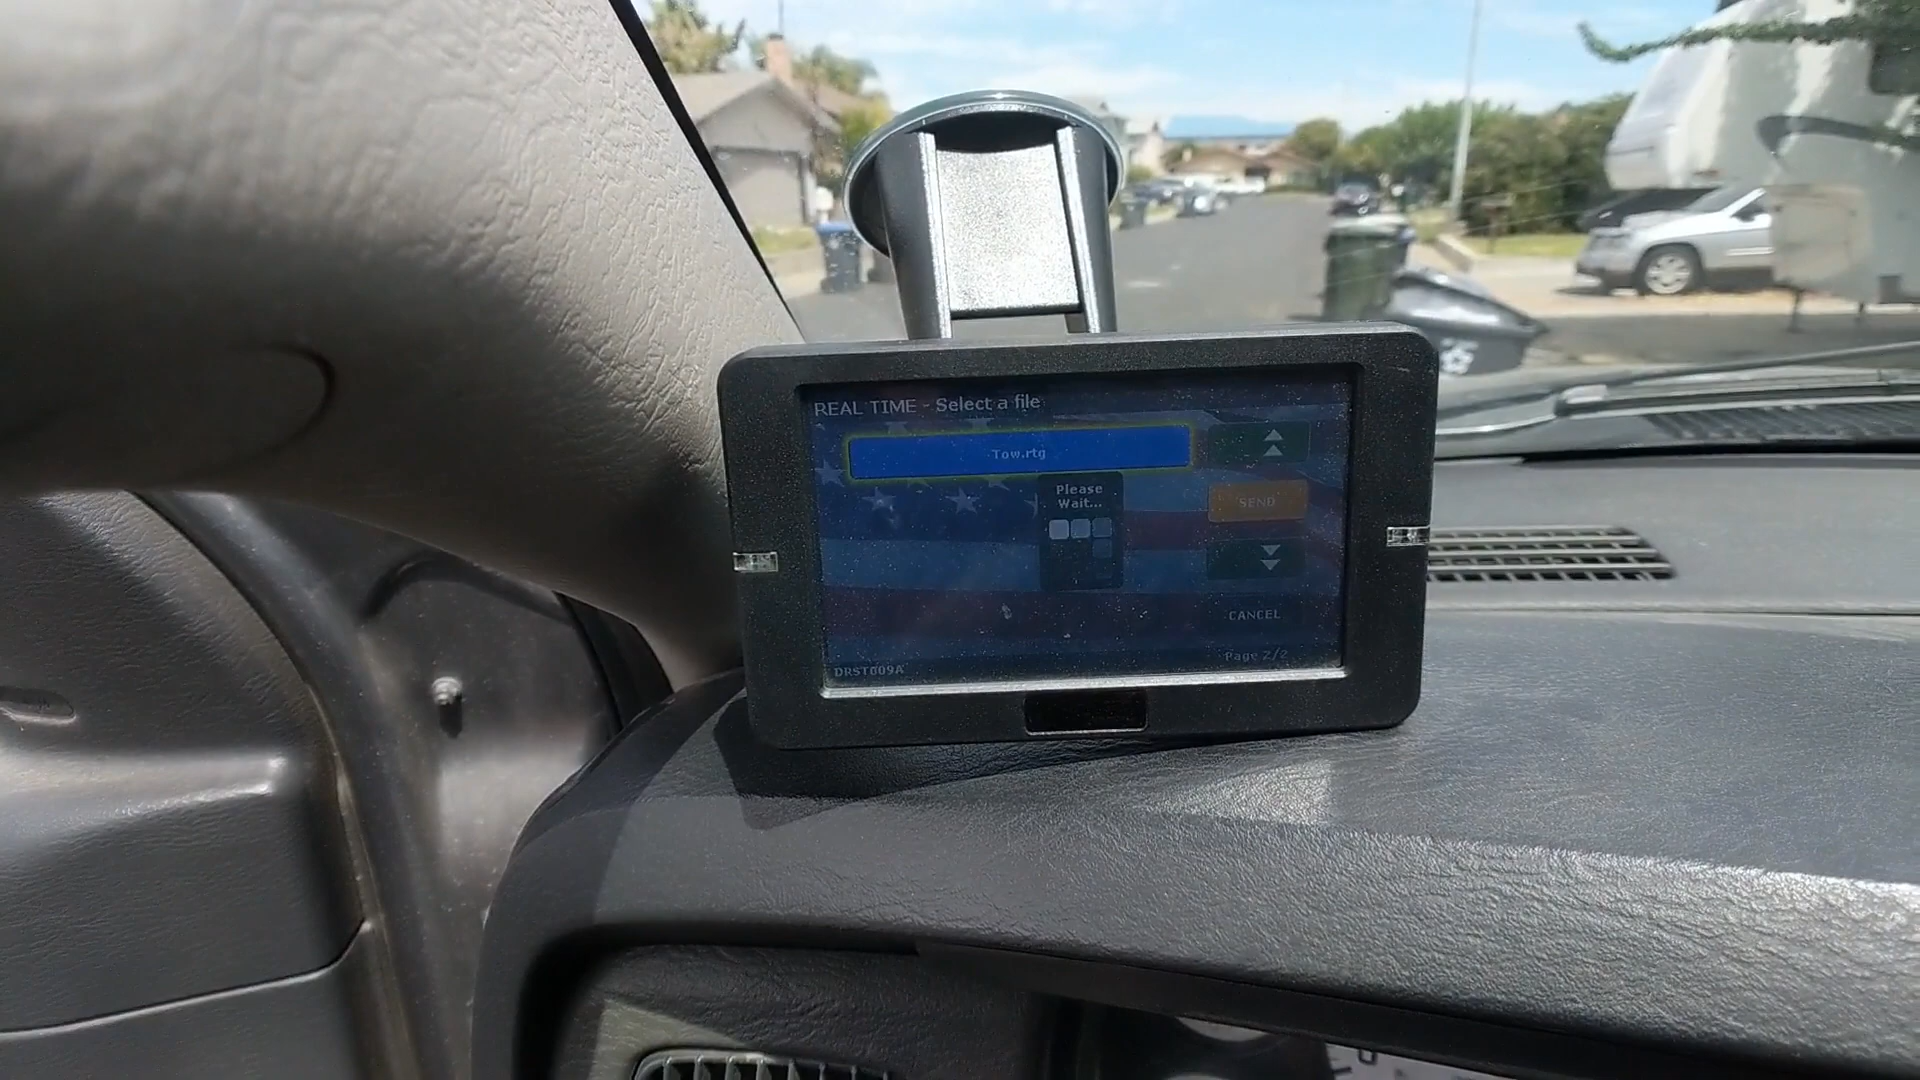 REAL TIME - Select a file
Tow.rtg
Please
Wait...
SEND
CANCEL
Page 2/2
DRST009A